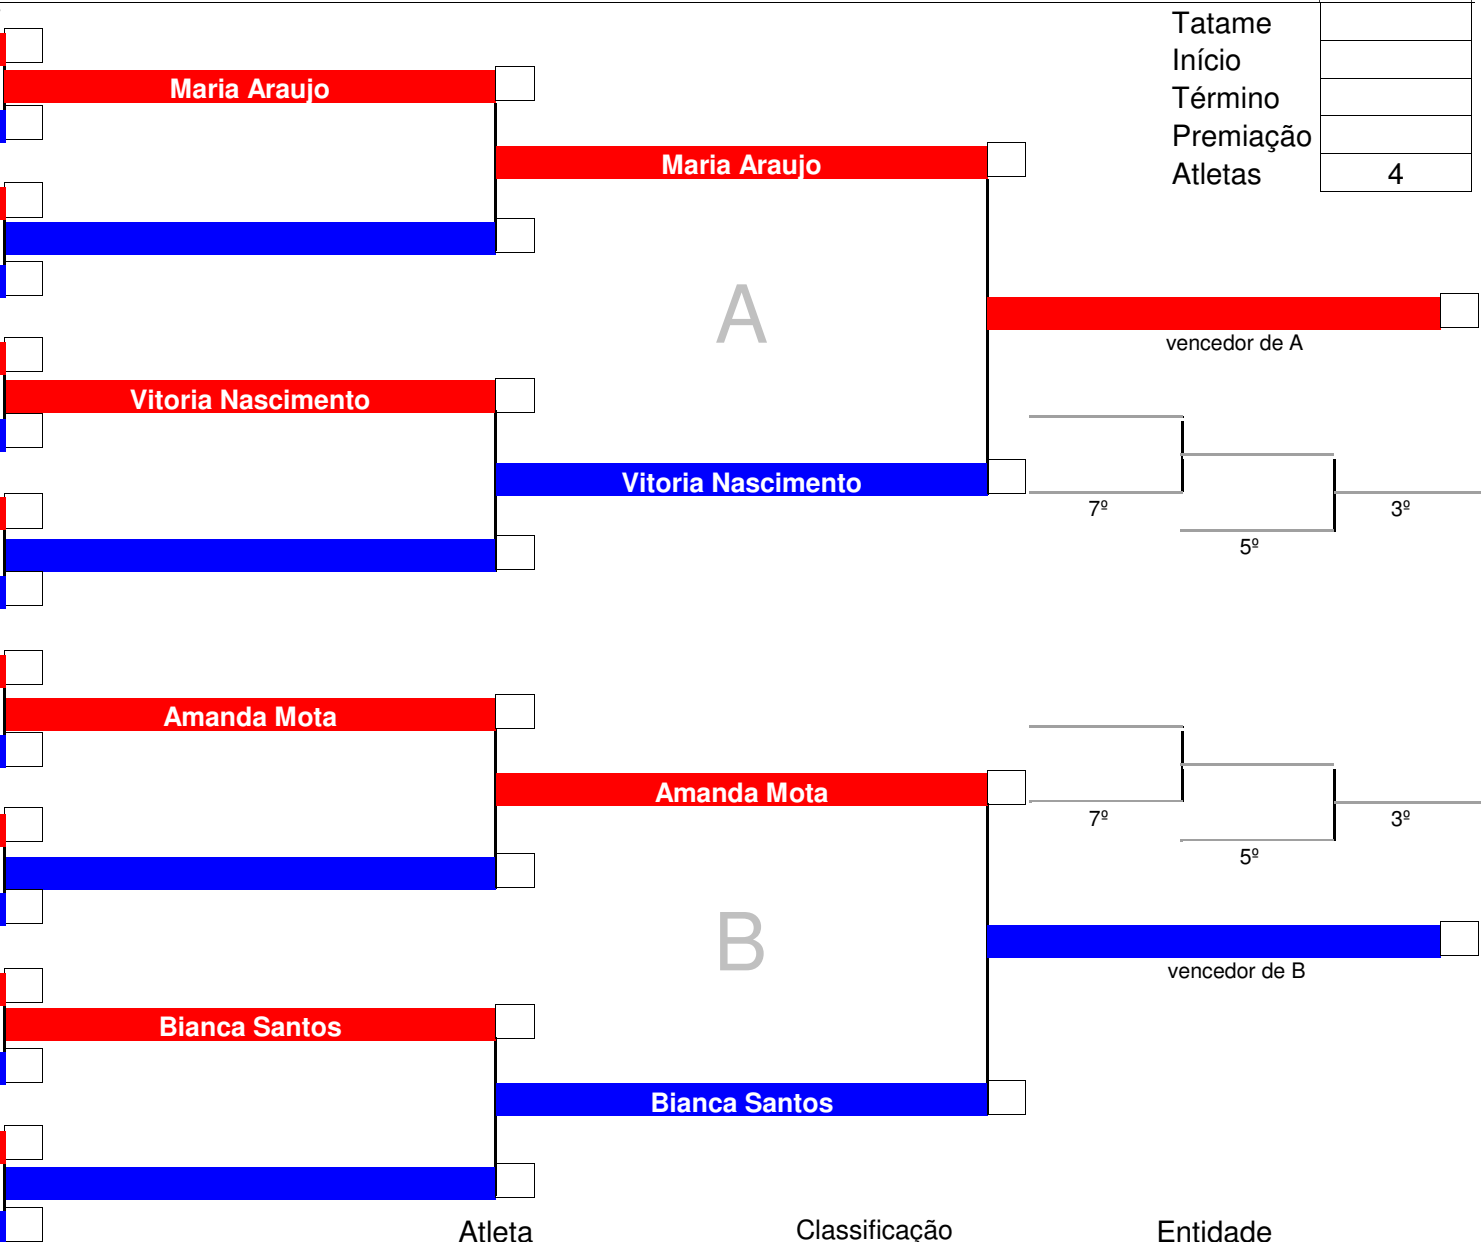 Tatame
Início
Término
Premiação
Atletas 4
Maria Araujo
Maria Araujo
A
vencedor de A
Vitoria Nascimento
Vitoria Nascimento
7º
3º
5º
Amanda Mota
Amanda Mota
7º
3º
5º
B
vencedor de B
Bianca Santos
Bianca Santos
Atleta Classificação Entidade